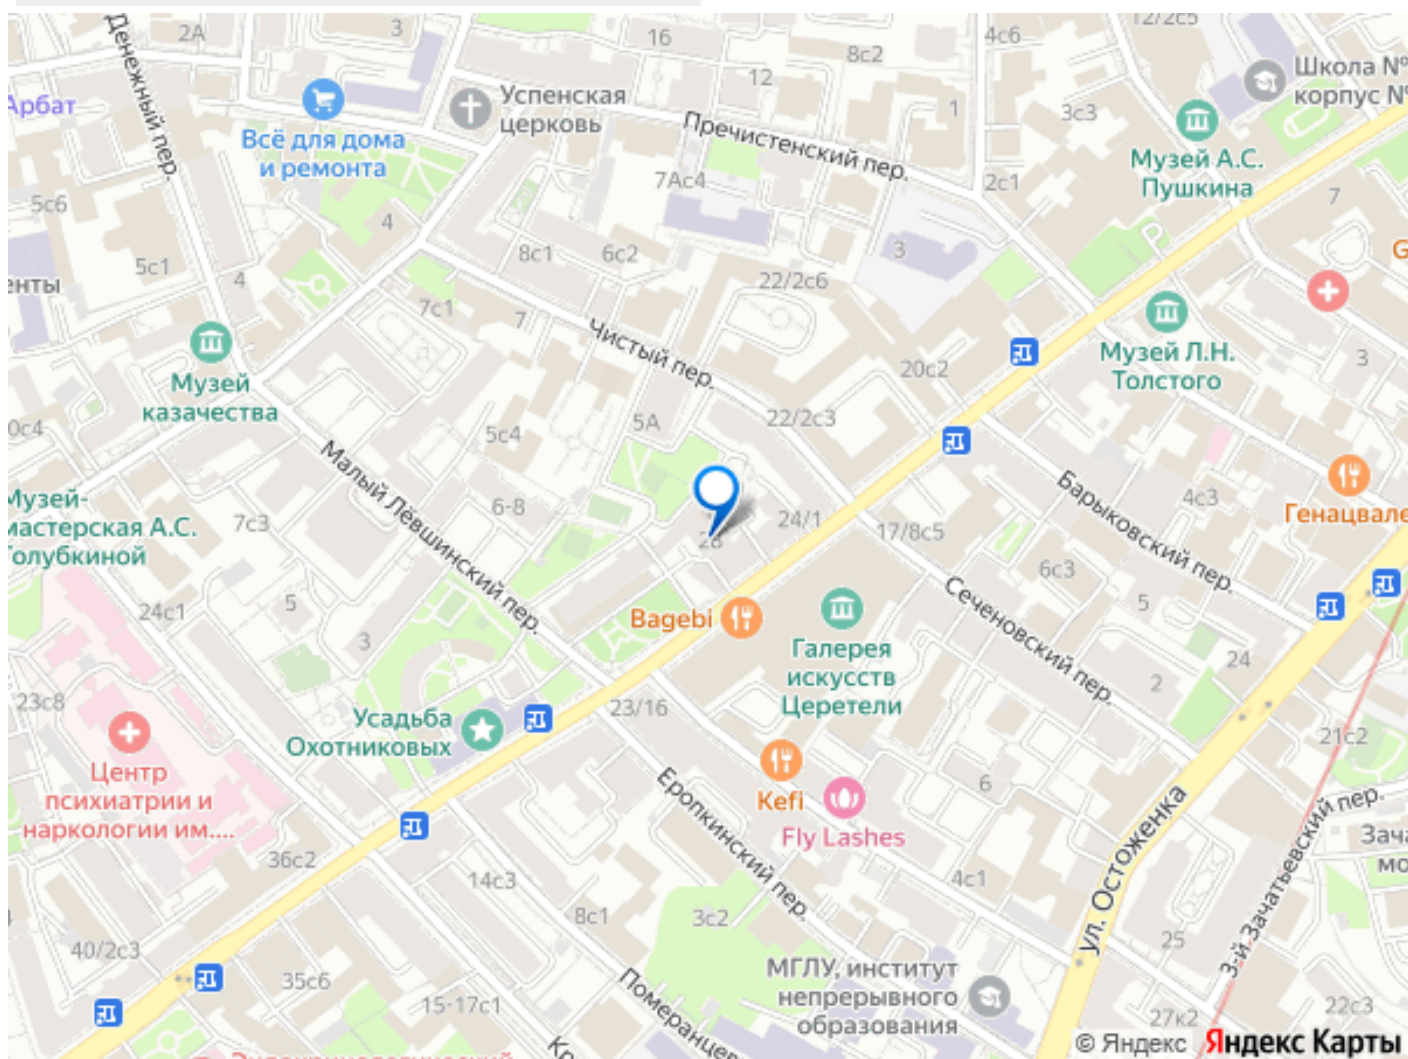 Денежный пер.
2А
3
16
8с2
4с6
12/2с5
12
1
3с3
Школа №
корпус №
Арбат
Всё для дома
и ремонта
Успенская
церковь
Пречистенский пер.
7Ас4
2с1
Музей А.С.
Пушкина
7
5с6
4
5с1
4
8с1
6с2
22/2с6
3
енты
7с1
7
Чистый пер.
Музей
казачества
20с2
Музей Л.Н.
Толстого
3
0с4
5с4
5А
22/2с3
Малый Лёвшинский пер.
6-8
Музей-
мастерская А.С.
Голубкиной
7с3
28
24/1
17/8с5
Барыковский пер.
4с3
Генацвале
6с3
Сеченовский пер.
5
24с1
5
3
Bagebi
Галерея
искусств
Церетели
2
24
23с8
Усадьба
Охотниковых
23/16
21с2
Центр
психиатрии и
наркологии им....
Kefi
Fly Lashes
6
Еропкинский пер.
ул. Остоженка
3-й Зачатьевский пер.
Зача
мо
36с2
14с3
8с1
3с2
4с1
25
40/2с3
35с6
15-17с1
МГЛУ, институт
непрерывного
образования
Померанцев
Кр
27к2
22с3
Эндокринологический
© Яндекс Яндекс Карты